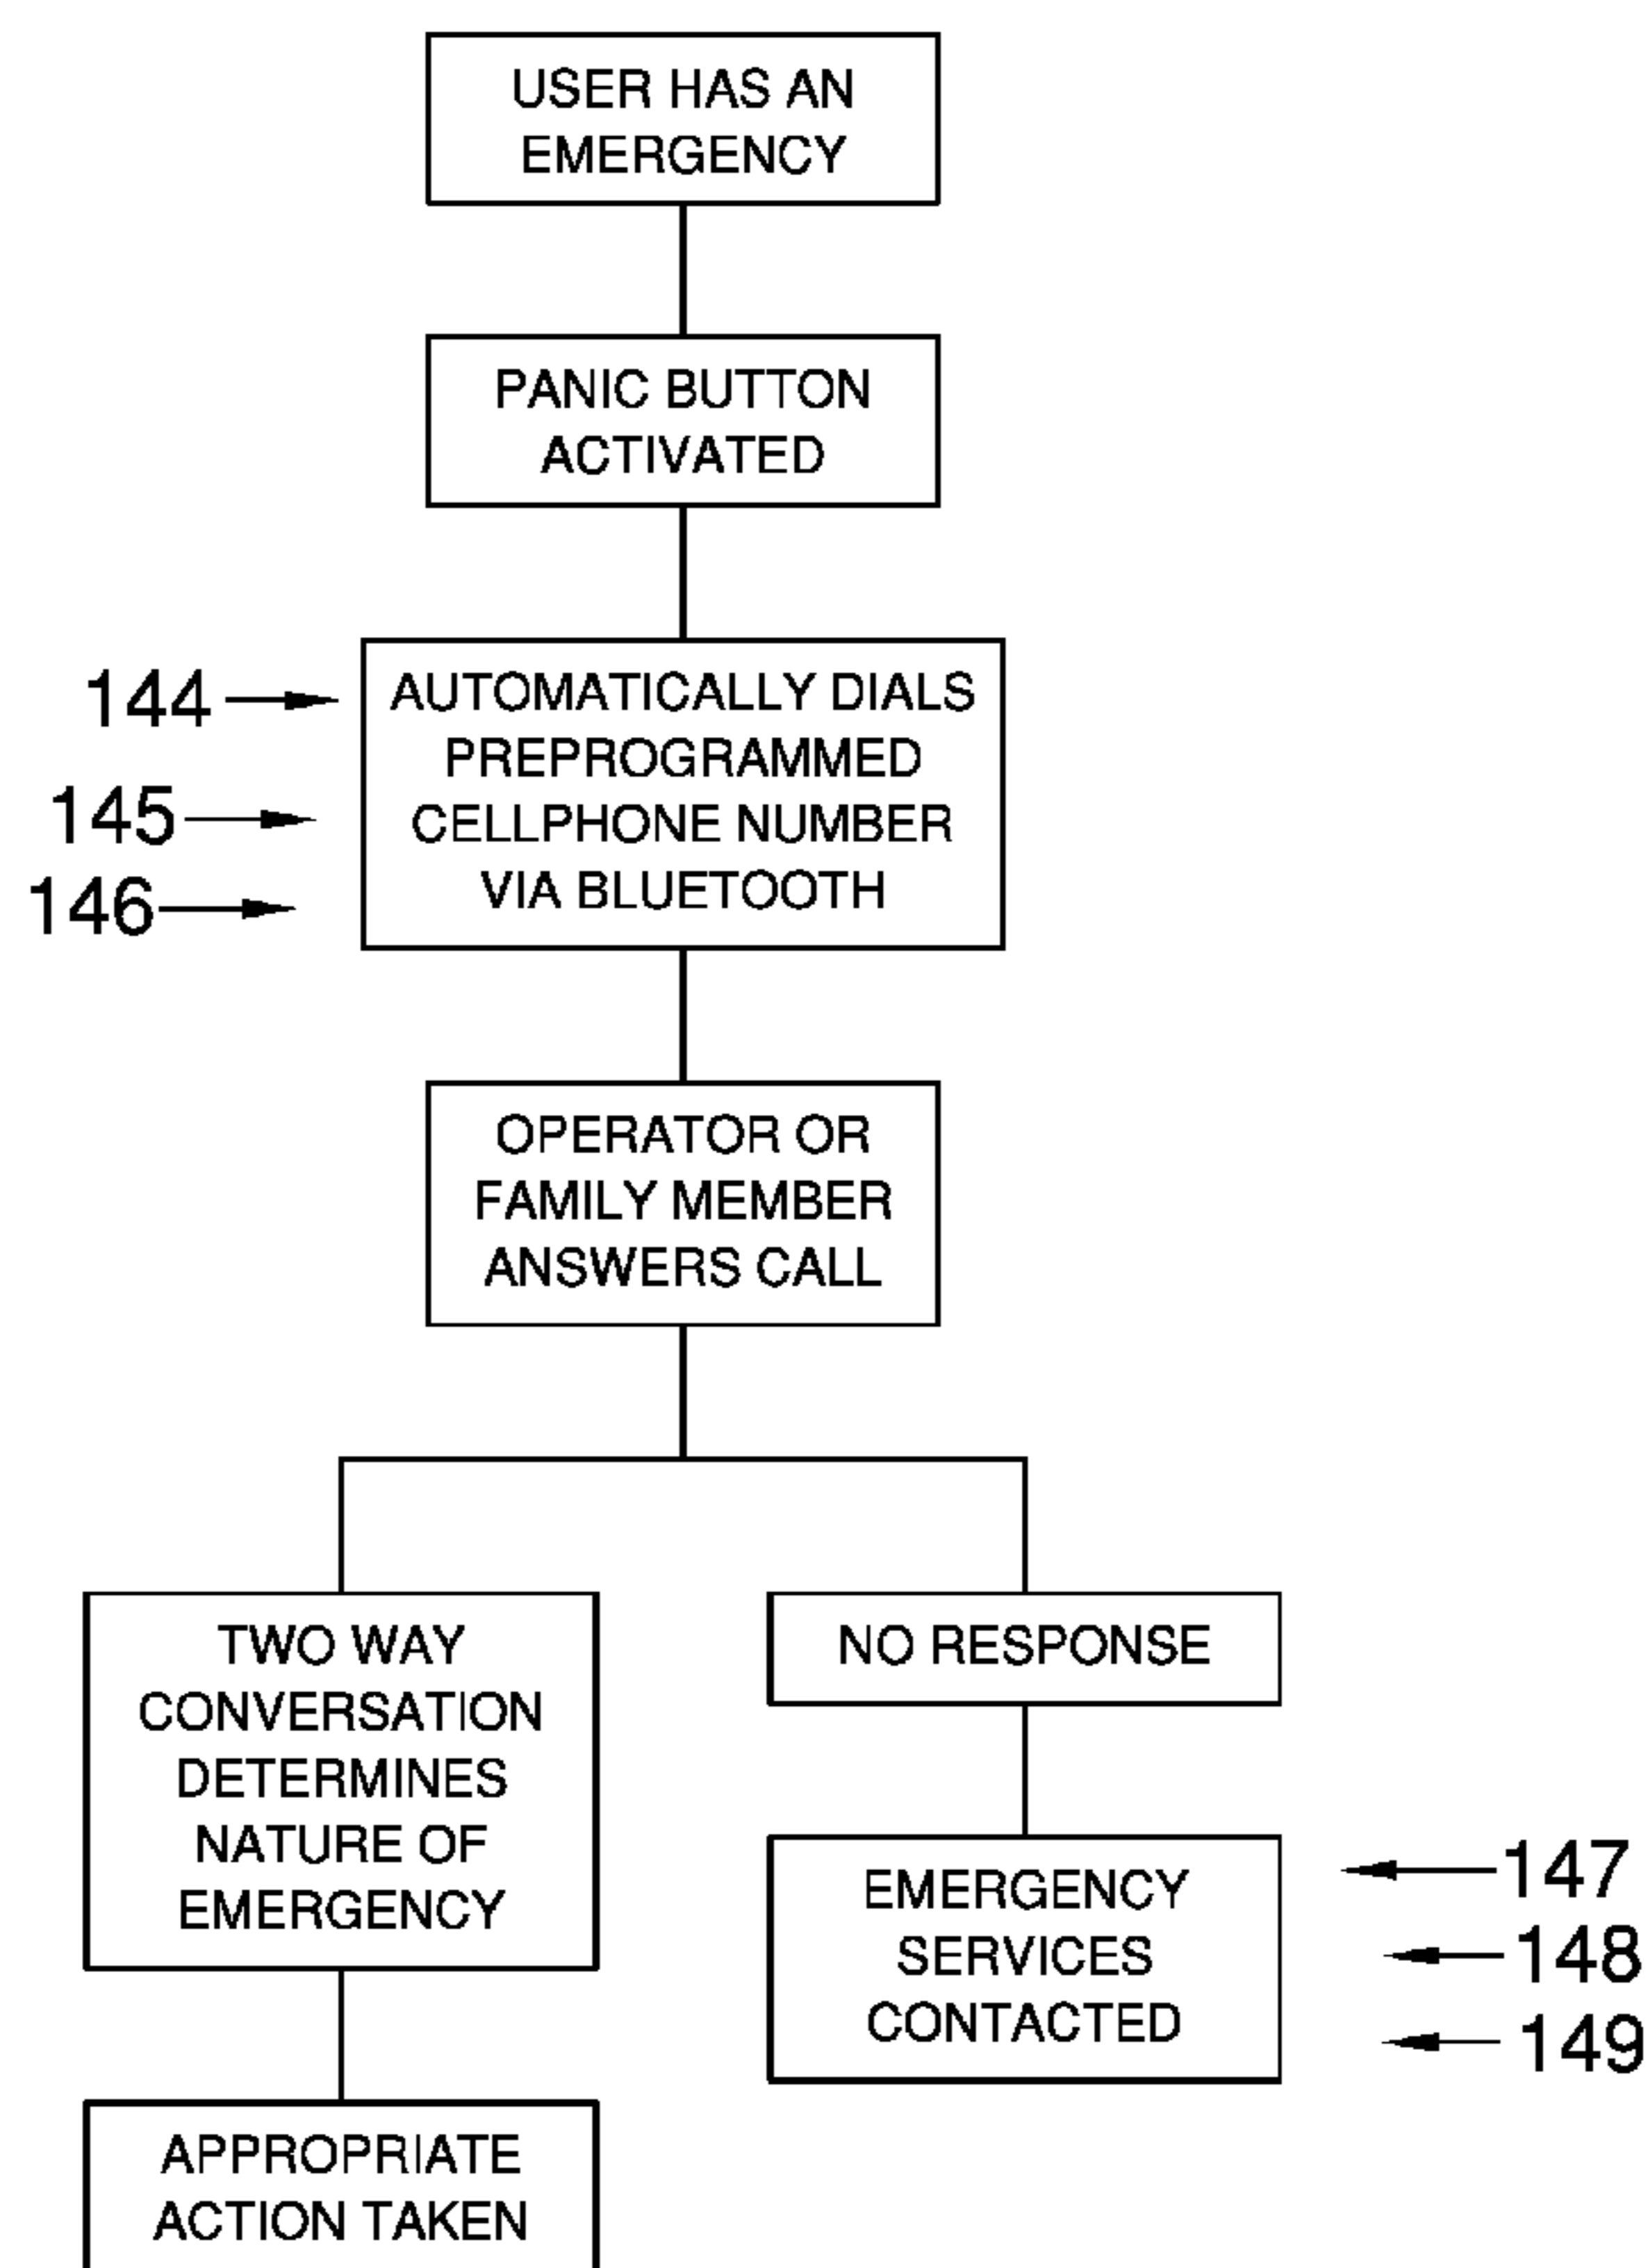 USER HAS AN
EMERGENCY
PANIC BUTTON
ACTIVATED
144
145
146
AUTOMATICALLY DIALS
PREPROGRAMMED
CELLPHONE NUMBER
VIA BLUETOOTH
OPERATOR OR
FAMILY MEMBER
ANSWERS CALL
TWO WAY
CONVERSATION
DETERMINES
NATURE OF
EMERGENCY
NO RESPONSE
EMERGENCY
SERVICES
CONTACTED
147
148
149
APPROPRIATE
ACTION TAKEN